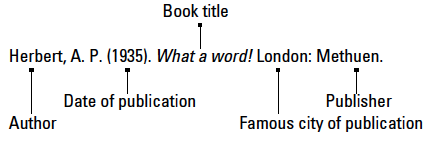 Book title
Herbert, A. P. (1935). What a word! London: Methuen.
Date of publication
Publisher
Author
Famous city of publication